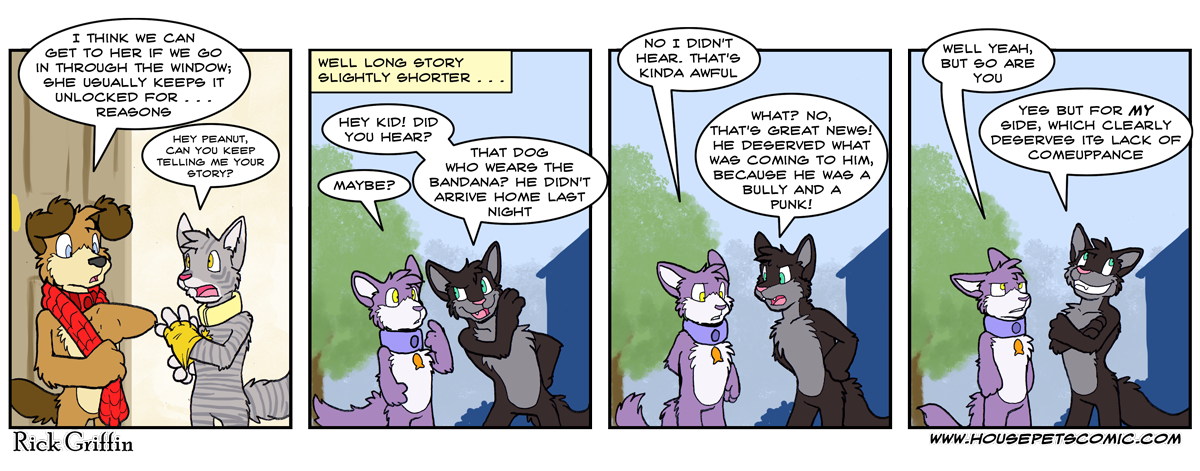 I THINK WE CAN
GET TO HER IF WE GO
IN THROUGH THE WINDOW;
SHE USUALLY KEEPS IT
UNLOCKED FOR . . .
REASONS
HEY PEANUT,
CAN YOU KEEP
TELLING ME YOUR
STORY?
WELL LONG STORY
SLIGHTLY SHORTER . . .
HEY KID! DID
YOU HEAR?
MAYBE?
THAT DOG
WHO WEARS THE
BANDANA? HE DIDN'T
ARRIVE HOME LAST
NIGHT
NO I DIDN'T
HEAR. THAT'S
KINDA AWFUL
WHAT? NO,
THAT'S GREAT NEWS!
HE DESERVED WHAT
WAS COMING TO HIM,
BECAUSE HE WAS A
BULLY AND A
PUNK!
WELL YEAH,
BUT SO ARE
YOU
YES BUT FOR MY
SIDE, WHICH CLEARLY
DESERVES ITS LACK OF
COMEUPPANCE
Rick Griffin
WWW.HOUSEPETSCOMIC.COM